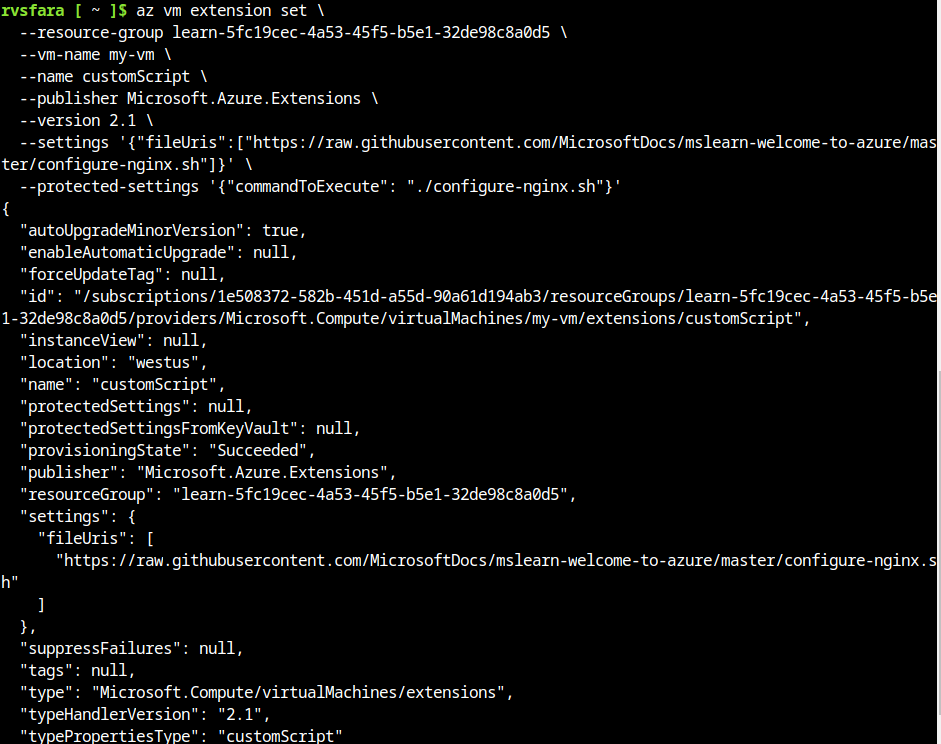 rvsfara [ ~ ]$ az vm extension set \
  --resource-group learn-5fc19cec-4a53-45f5-b5e1-32de98c8a0d5 \
  --vm-name my-vm \
  --name customScript \
  --publisher Microsoft.Azure.Extensions \
  --version 2.1 \
  --settings '{"fileUris":["https://raw.githubusercontent.com/MicrosoftDocs/mslearn-welcome-to-azure/mas
ter/configure-nginx.sh"]}' \
  --protected-settings '{"commandToExecute": "./configure-nginx.sh"}'
{
  "autoUpgradeMinorVersion": true,
  "enableAutomaticUpgrade": null,
  "forceUpdateTag": null,
  "id": "/subscriptions/1e508372-582b-451d-a55d-90a61d194ab3/resourceGroups/learn-5fc19cec-4a53-45f5-b5e
1-32de98c8a0d5/providers/Microsoft.Compute/virtualMachines/my-vm/extensions/customScript",
  "instanceView": null,
  "location": "westus",
  "name": "customScript",
  "protectedSettings": null,
  "protectedSettingsFromKeyVault": null,
  "provisioningState": "Succeeded",
  "publisher": "Microsoft.Azure.Extensions",
  "resourceGroup": "learn-5fc19cec-4a53-45f5-b5e1-32de98c8a0d5",
  "settings": {
    "fileUris": [
      "https://raw.githubusercontent.com/MicrosoftDocs/mslearn-welcome-to-azure/master/configure-nginx.s
h"
    ]
  },
  "suppressFailures": null,
  "tags": null,
  "type": "Microsoft.Compute/virtualMachines/extensions",
  "typeHandlerVersion": "2.1",
  "typePropertiesType": "customScript"